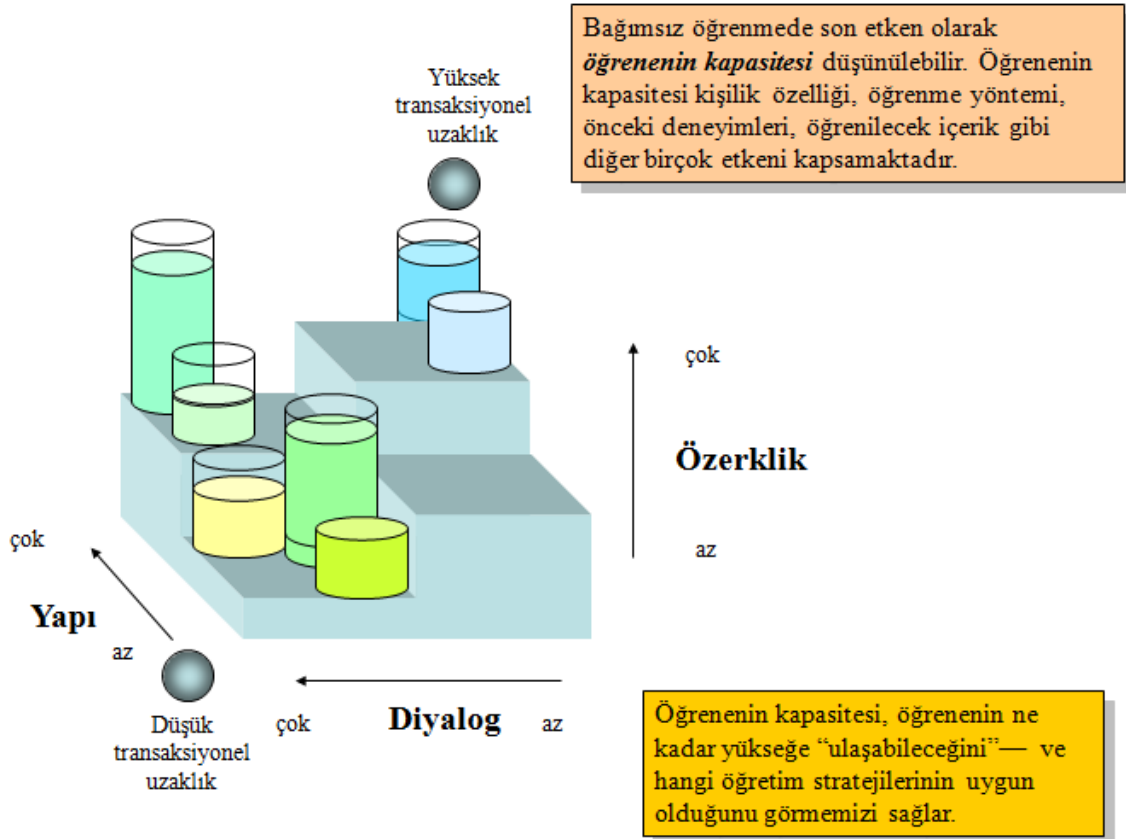 Bağımsız öğrenmede son etken olarak
öğrenenin kapasitesi düşünülebilir. Öğrenenin
kapasitesi kişilik özelliği, öğrenme yöntemi,
önceki deneyimleri, öğrenilecek içerik gibi
diğer birçok etkeni kapsamaktadır.
Yüksek
transaksiyonel
uzaklık
çok
Özerklik
az
çok
Yapı
az
Düşük
transaksiyonel
uzaklık
çok
Diyalog
az
Öğrenenin kapasitesi, öğrenenin ne
kadar yükseğe “ulaşabileceğini”— ve
hangi öğretim stratejilerinin uygun
olduğunu görmemizi sağlar.